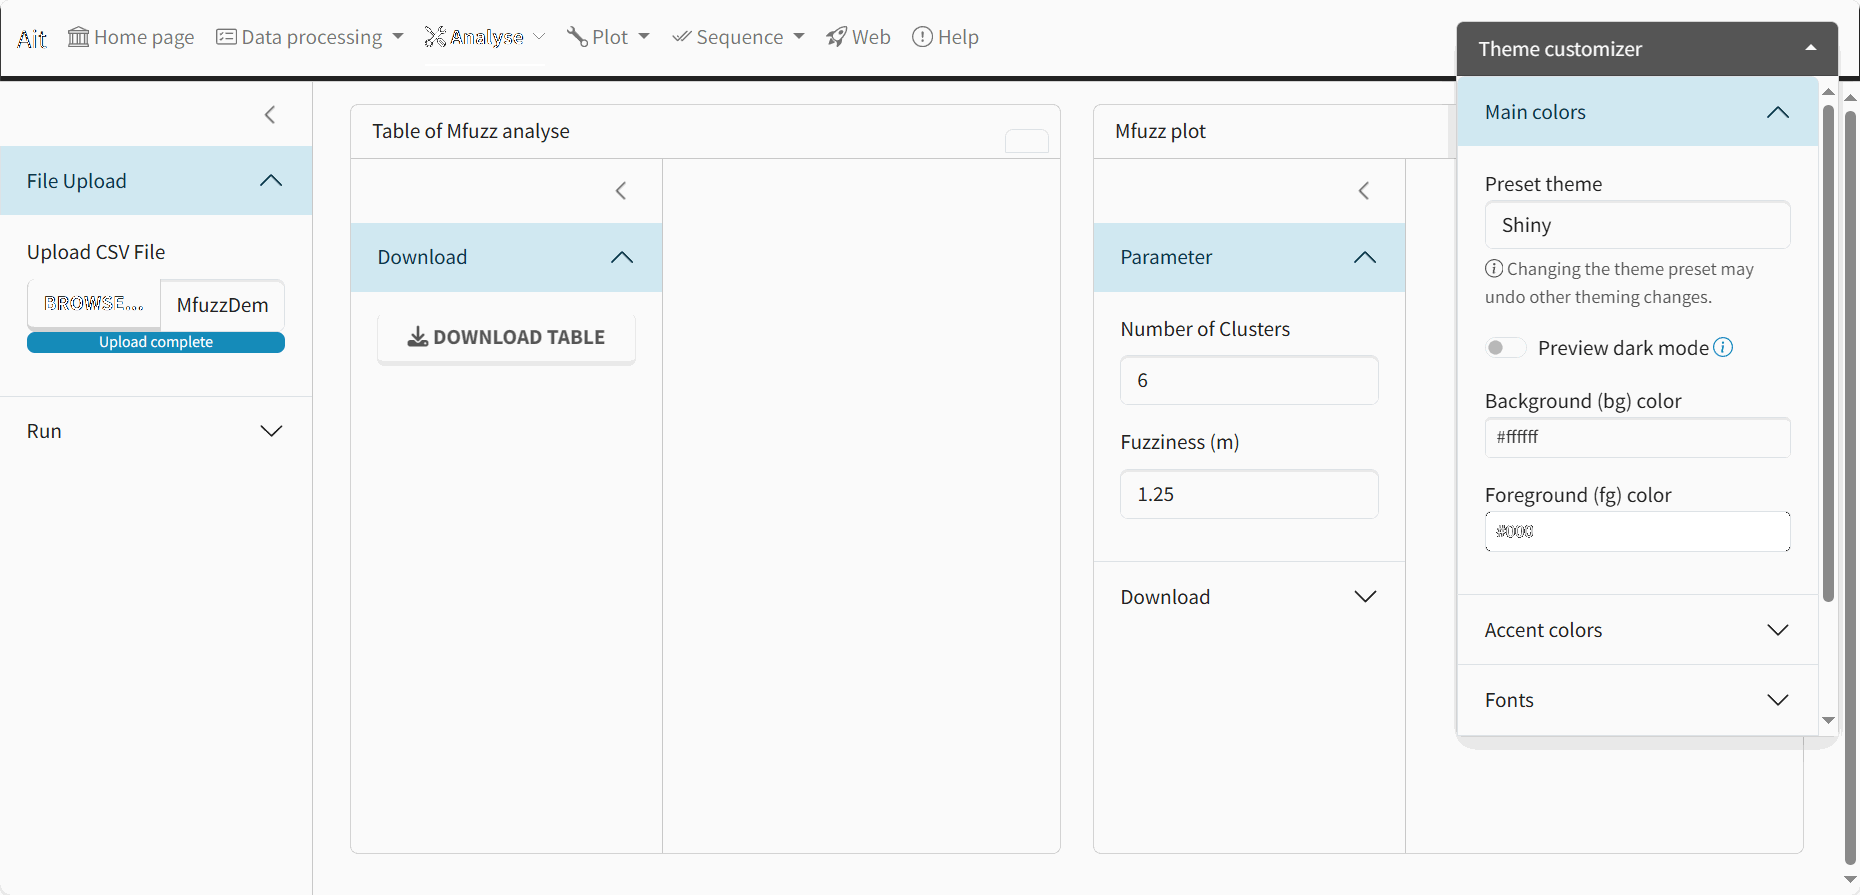 Ait
Home page
Data processing
Analyse
Plot
Sequence
Web
Help
Theme customizer
File Upload
Upload CSV File
BROWSE...
MfuzzDem
Upload complete
Run
Table of Mfuzz analyse
Download
DOWNLOAD TABLE
Mfuzz plot
Parameter
Number of Clusters
6
Fuzziness (m)
1.25
Download
Main colors
Preset theme
Shiny
Changing the theme preset may
undo other theming changes.
Preview dark mode
Background (bg) color
#ffffff
Foreground (fg) color
#000
Accent colors
Fonts